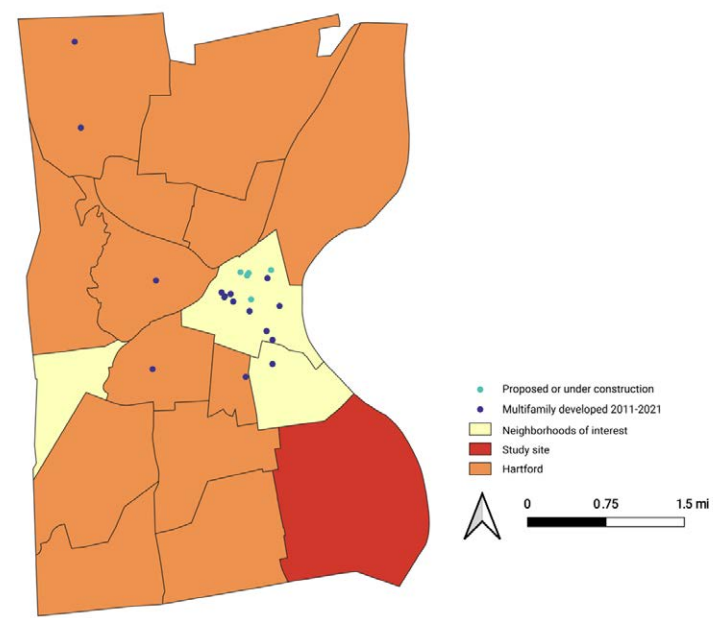 Proposed or under construction
Multifamily developed 2011-2021
Neighborhoods of interest
Study site
Hartford
0 0.75 1.5 mi